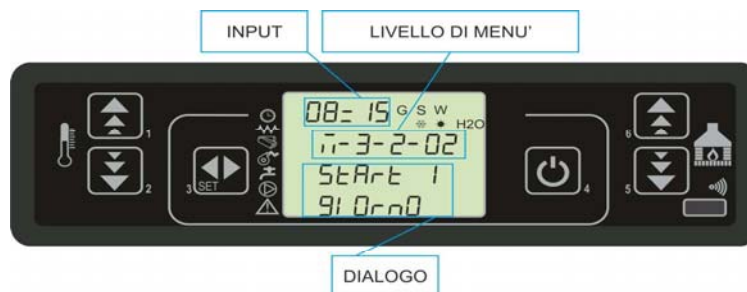 INPUT
LIVELLO DI MENU'
08:15 G S W
H2O
n-3-2-02
StArt 1
gIOrnO
1
2
3 SET
4
5
6
DIALOGO